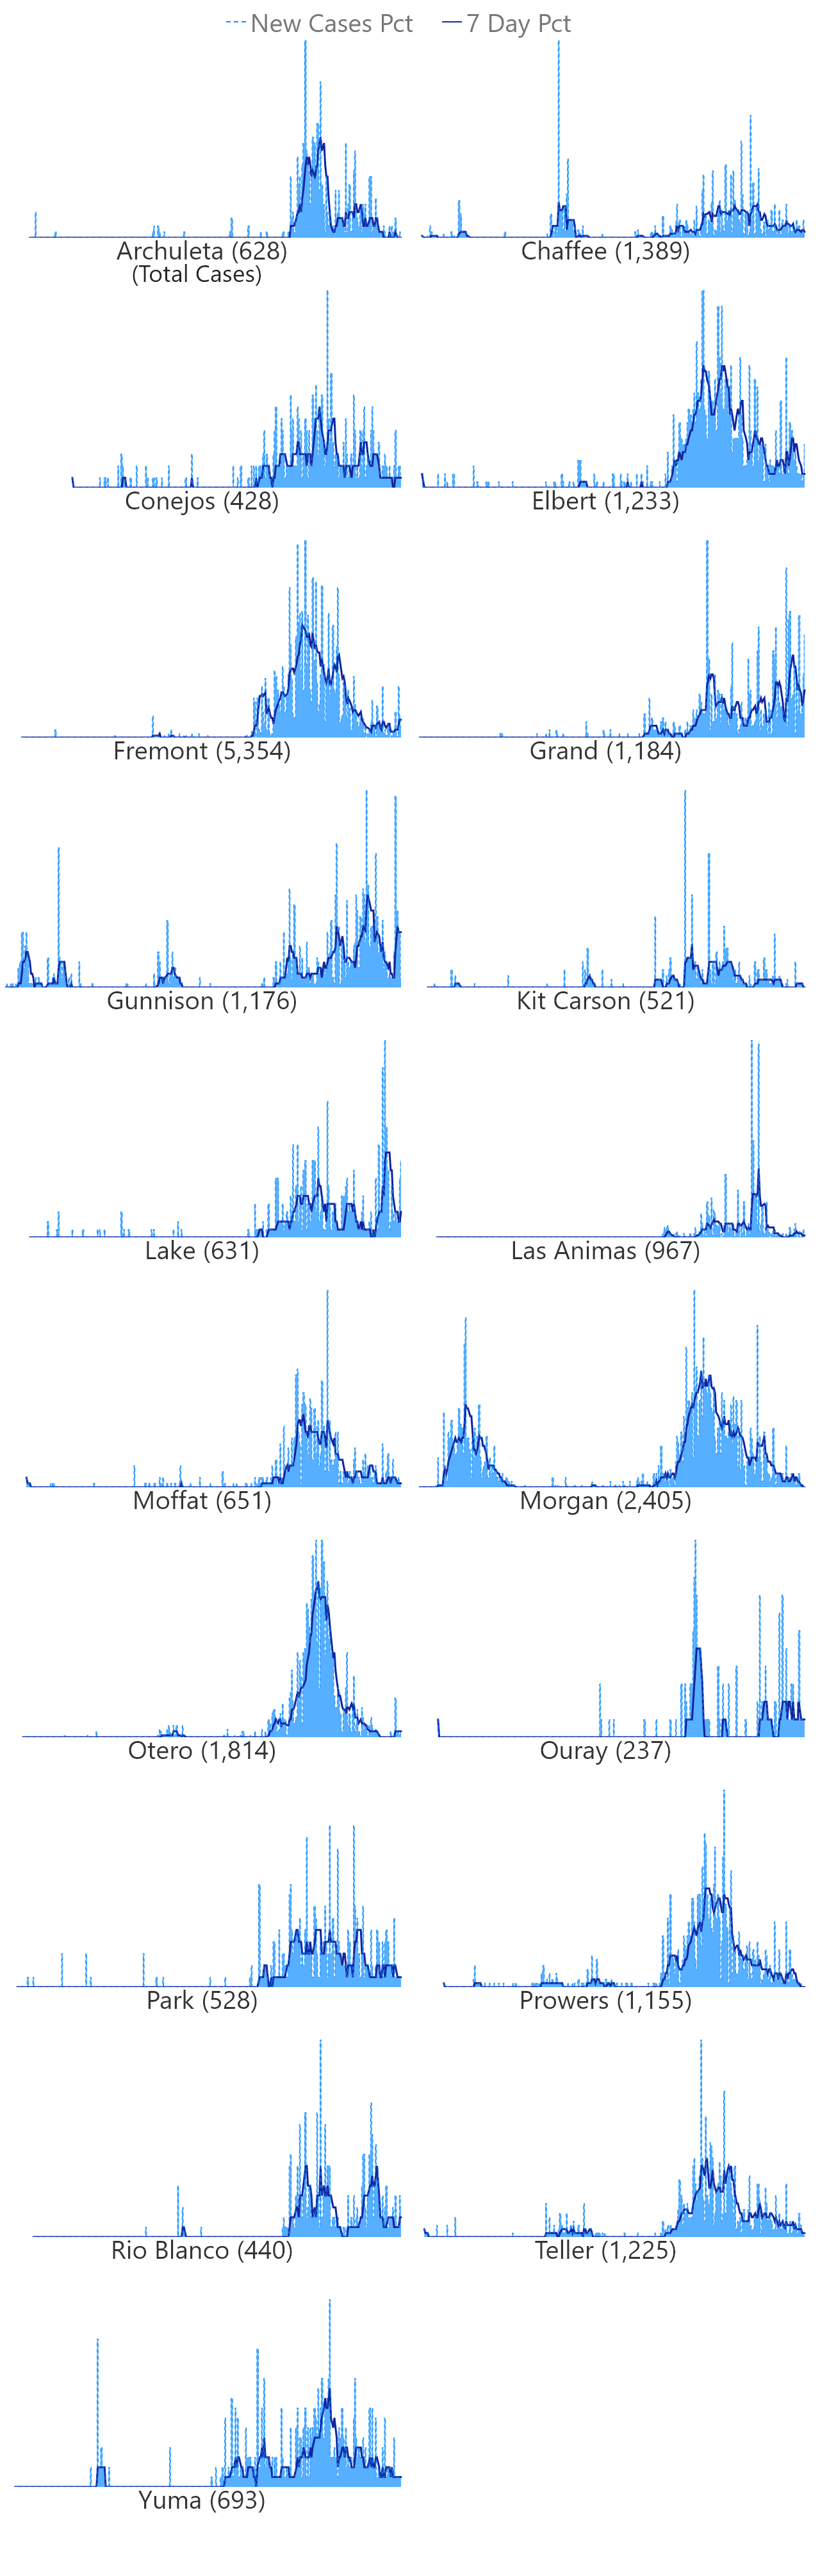 New Cases Pct 7 Day Pct
Archuleta (628) Chaffee (1,389)
(Total Cases)
Conejos (428) Elbert (1,233)
Fremont (5,354) Grand (1,184)
Gunnison (1,176) Kit Carson (521)
Lake (631) Las Animas (967)
Moffat (651) Morgan (2,405)
Otero (1,814) Ouray (237)
Park (528) Prowers (1,155)
Rio Blanco (440) Teller (1,225)
Yuma (693)